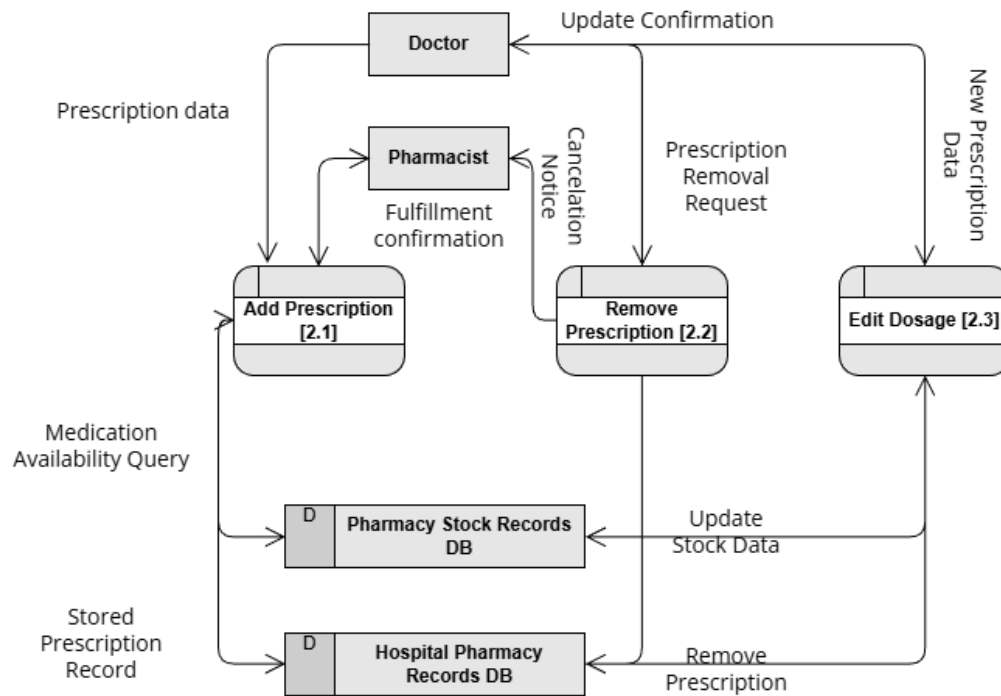 Update Confirmation
Doctor
Prescription data
New Prescription
Data
Pharmacist
Cancelation
Notice
Prescription
Removal
Request
Fulfillment
confirmation
Add Prescription
[2.1]
Remove
Prescription [2.2]
Edit Dosage [2.3]
Medication
Availability Query
D
Pharmacy Stock Records
DB
Update
Stock Data
Stored
Prescription
Record
D
Hospital Pharmacy
Records DB
Remove
Prescription